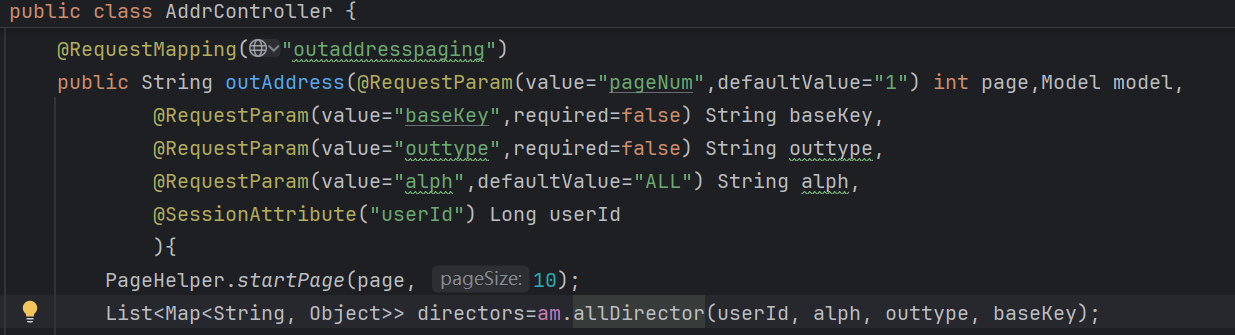 public class AddrController {
@RequestMapping("outaddresspaging")
public String outAddress(@RequestParam(value="pageNum",defaultValue="1") int page,Model model,
@RequestParam(value="baseKey",required=false) String baseKey,
@RequestParam(value="outtype",required=false) String outtype,
@RequestParam(value="alph",defaultValue="ALL") String alph,
@SessionAttribute("userId") Long userId
){
PageHelper.startPage(page, pageSize: 10);
List<Map<String, Object>> directors=am.allDirector(userId, alph, outtype, baseKey);